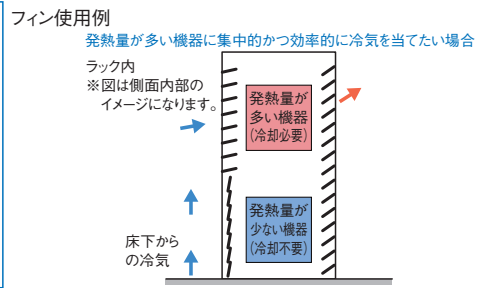 フィン使用例
発熱量が多い機器に集中的かつ効率的に冷気を当てたい場合
ラック内
※図は側面内部の
イメージになります。
発熱量が
多い機器
(冷却必要)
発熱量が
少ない機器
(冷却不要)
床下から
の冷気